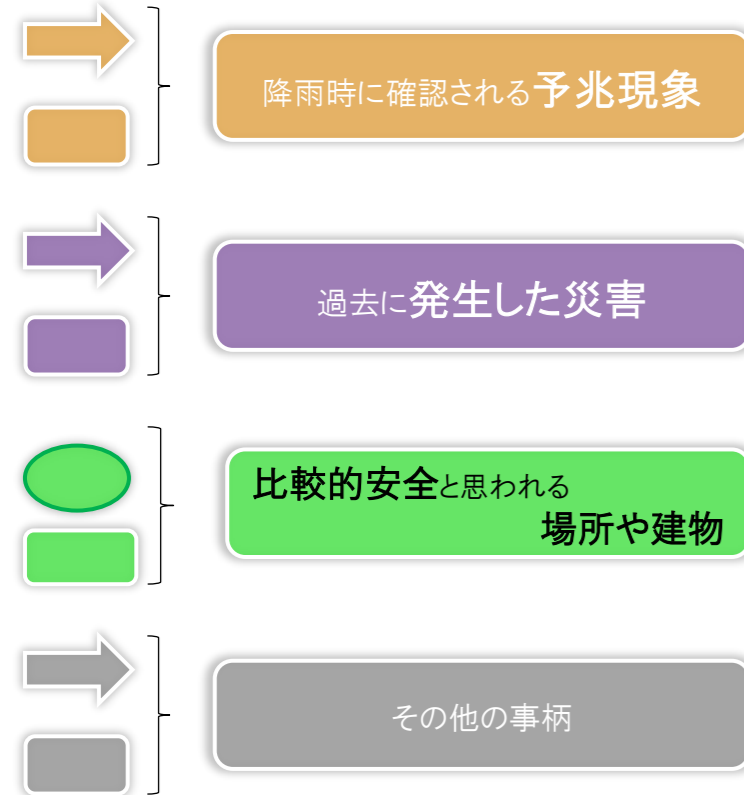 降雨時に確認される予兆現象
過去に発生した災害
比較的安全と思われる
場所や建物
その他の事柄